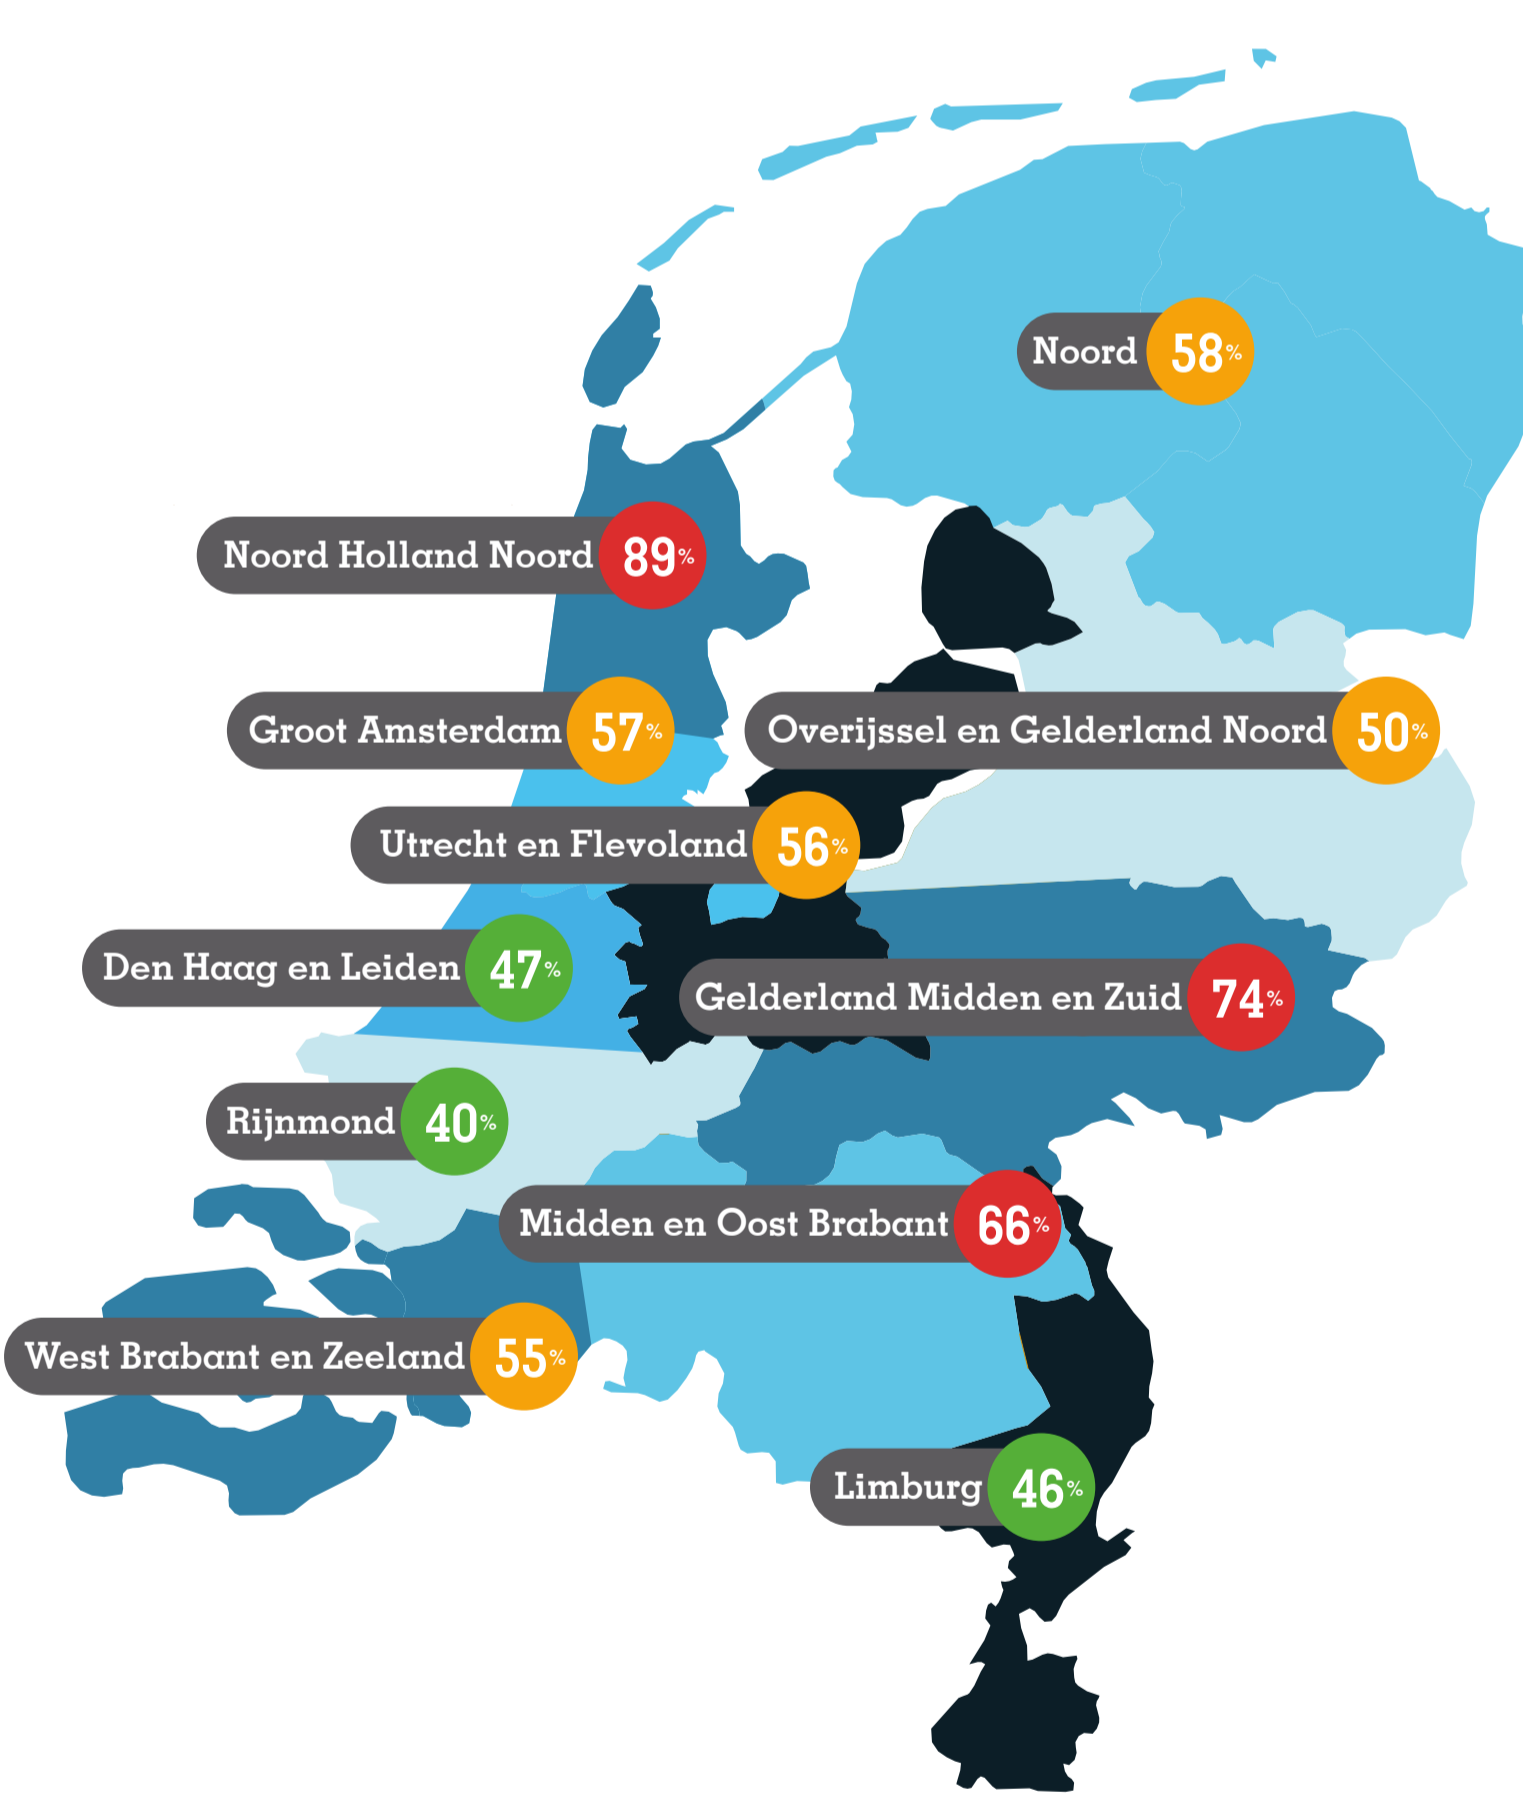 Noord 58%
Noord Holland Noord 89%
Groot Amsterdam 57%
Overijssel en Gelderland Noord 50%
Utrecht en Flevoland 56%
Den Haag en Leiden 47%
Gelderland Midden en Zuid 74%
Rijnmond 40%
Midden en Oost Brabant 66%
West Brabant en Zeeland 55%
Limburg 46%